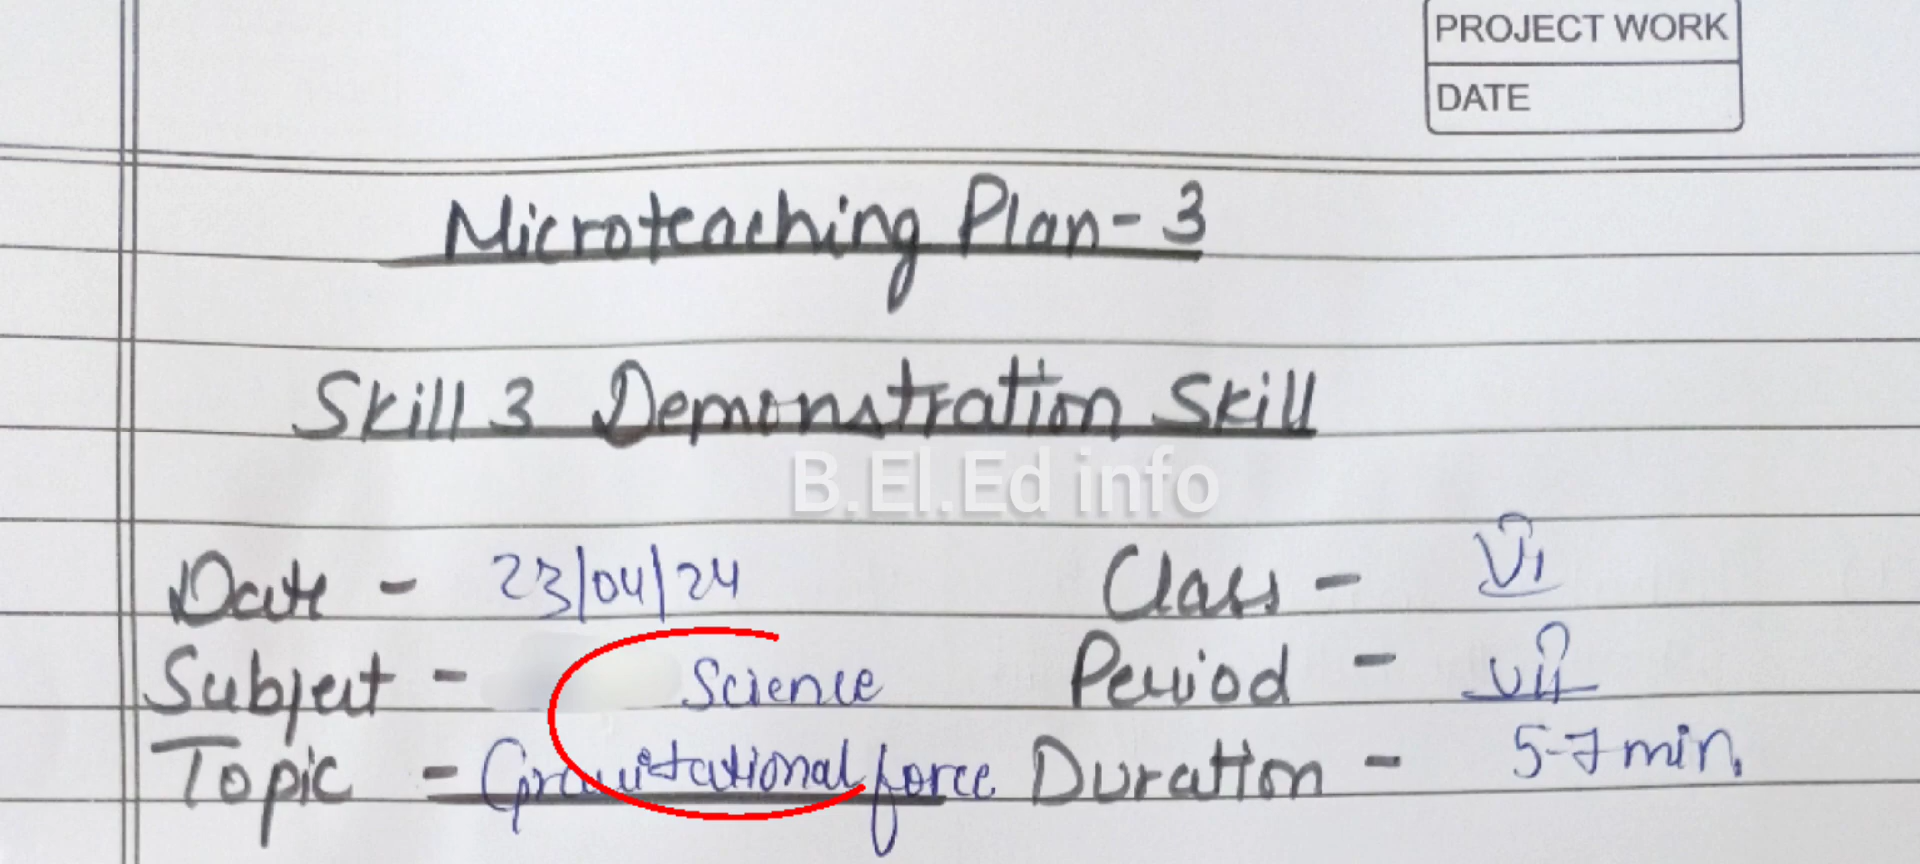 PROJECT WORK
DATE
Microteaching Plan - 3
Skill 3 Demonstration Skill
B.El.Ed info
Date - 23/04/24 Class - VI
Subject - Science Period - VII
Topic - Gravitational force Duration - 5-7 min.